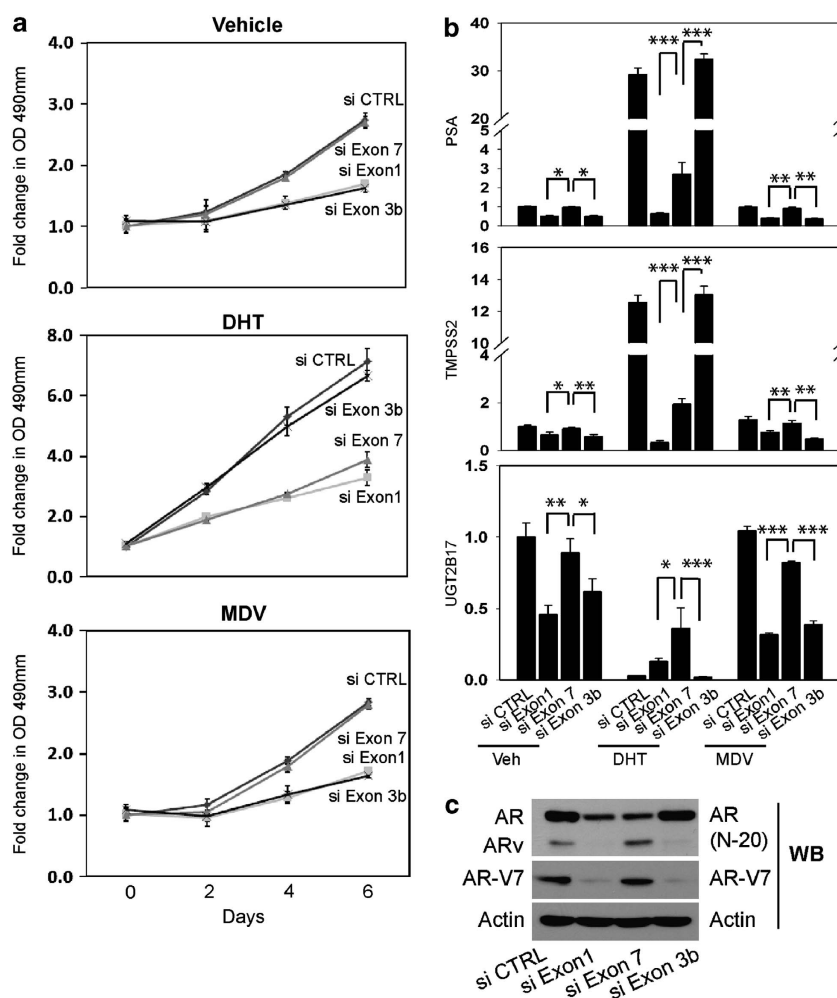 a
Vehicle
4.0
3.0
2.0
1.0
0.0
Fold change in OD 490mm
si CTRL
si Exon 7
si Exon1
si Exon 3b
DHT
8.0
6.0
4.0
2.0
0.0
Fold change in OD 490mm
si CTRL
si Exon 3b
si Exon 7
si Exon1
MDV
4.0
3.0
2.0
1.0
0.0
Fold change in OD 490mm
si CTRL
si Exon 7
si Exon1
si Exon 3b
0 2 4 6
Days
b
40
30
20
5
4
3
2
1
0
PSA
*** ***
* *
** **
16
14
12
10
4
2
0
TMPSS2
*** ***
* **
** **
1.5
1.0
0.5
0
UGT2B17
** *
* ***
*** ***
si CTRL si Exon1 si Exon 7 si Exon 3b si CTRL si Exon1 si Exon 7 si Exon 3b si CTRL si Exon1 si Exon 7 si Exon 3b
Veh DHT MDV
c
AR AR
ARv (N-20)
AR-V7 AR-V7
Actin Actin
WB
si CTRL si Exon1 si Exon 7 si Exon 3b